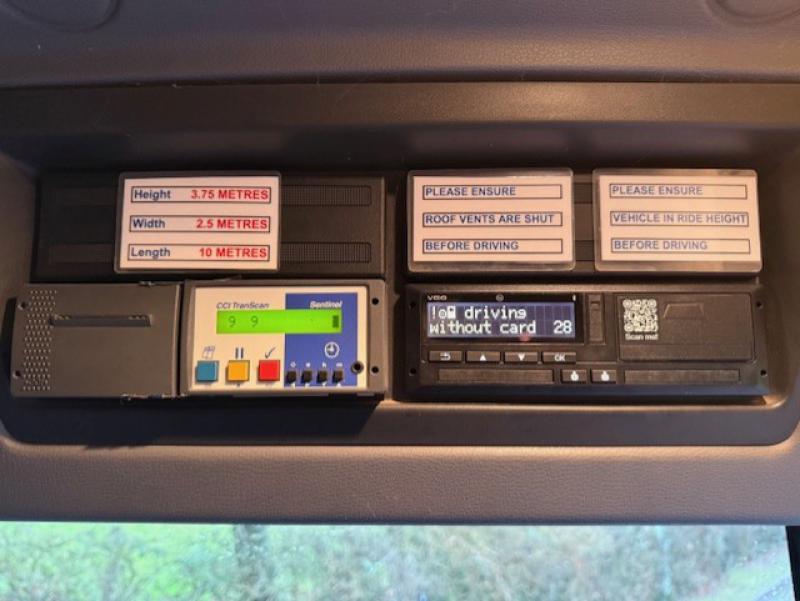 Height 3.75 METRES
Width 2.5 METRES
Length 10 METRES
PLEASE ENSURE
ROOF VENTS ARE SHUT
BEFORE DRIVING
PLEASE ENSURE
VEHICLE IN RIDE HEIGHT
BEFORE DRIVING
CCI TranScan Sentinel
9 9
VDO
! driving
without card 28
OK
1 2
Scan me!